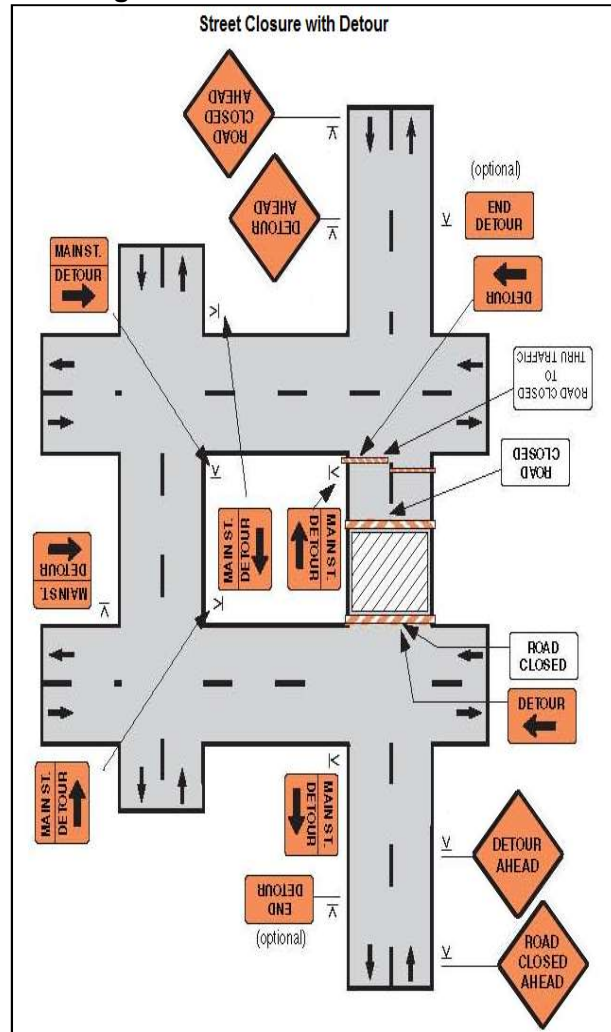 Street Closure with Detour
ROAD
CLOSED
AHEAD
DETOUR
AHEAD
(optional)
END
DETOUR
MAIN ST.
DETOUR
DETOUR
ROAD CLOSED
TO
THRU TRAFFIC
ROAD
CLOSED
MAIN ST.
DETOUR
MAIN ST.
DETOUR
MAIN ST.
DETOUR
ROAD
CLOSED
DETOUR
MAIN ST.
DETOUR
MAIN ST.
DETOUR
DETOUR
AHEAD
END
DETOUR
(optional)
ROAD
CLOSED
AHEAD